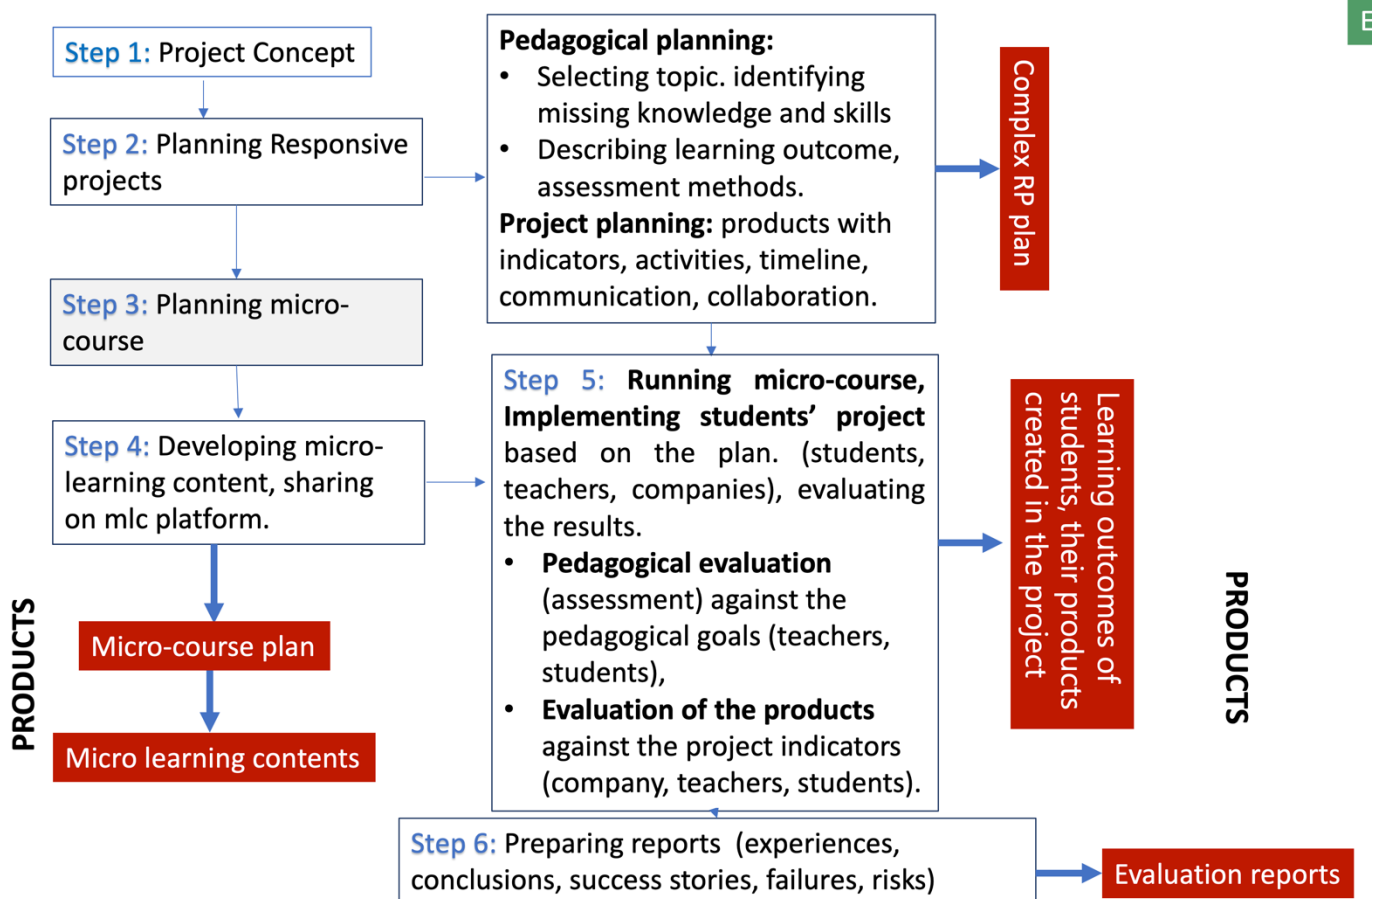 Step 1: Project Concept
Step 2: Planning Responsive
projects
Step 3: Planning micro-
course
Step 4: Developing micro-
learning content, sharing
on mlc platform.
PRODUCTS
Micro-course plan
Micro learning contents
Pedagogical planning:
• Selecting topic. identifying
missing knowledge and skills
• Describing learning outcome,
assessment methods.
Project planning: products with
indicators, activities, timeline,
communication, collaboration.
Complex RP plan
Step 5: Running micro-course,
Implementing students’ project
based on the plan. (students,
teachers, companies), evaluating
the results.
• Pedagogical evaluation
(assessment) against the
pedagogical goals (teachers,
students),
• Evaluation of the products
against the project indicators
(company, teachers, students).
Learning outcomes of
students, their products
created in the project
PRODUCTS
Step 6: Preparing reports (experiences,
conclusions, success stories, failures, risks)
Evaluation reports